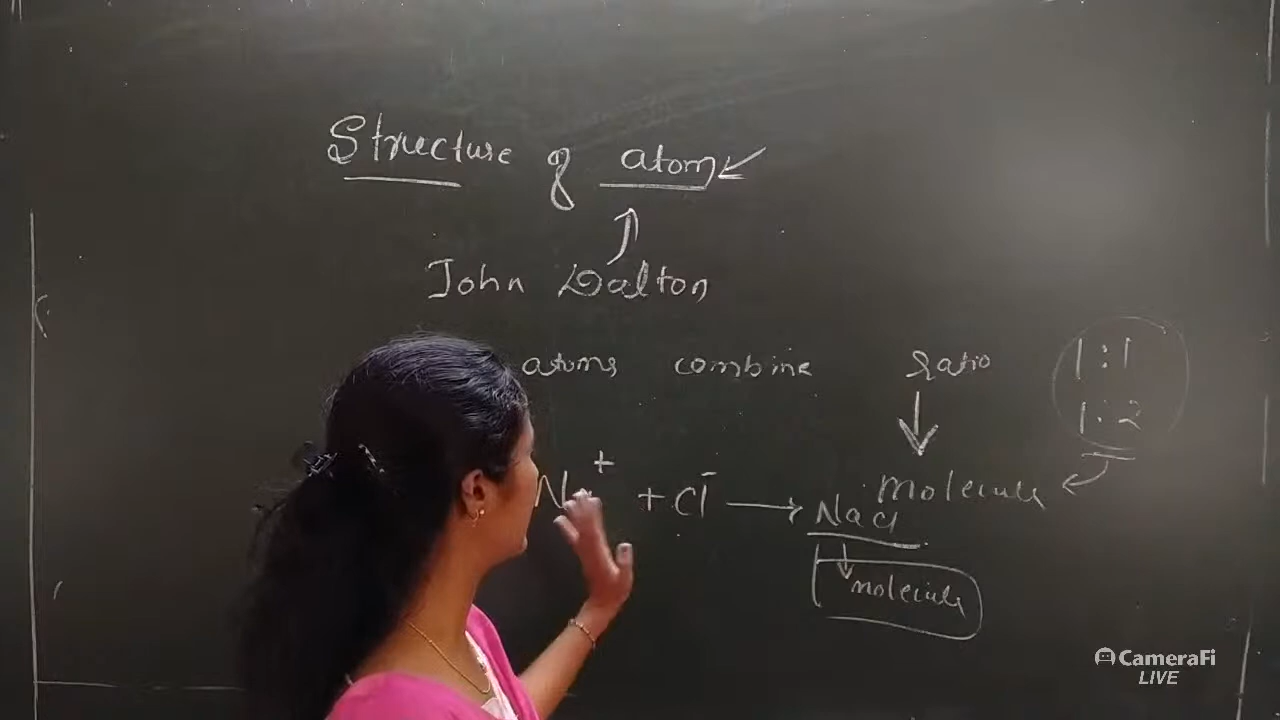 Structure of atom
John Dalton
atoms combine ratio 1:1
1:2
Na⁺ + Cl⁻ → NaCl molecule
molecule
CameraFi
LIVE